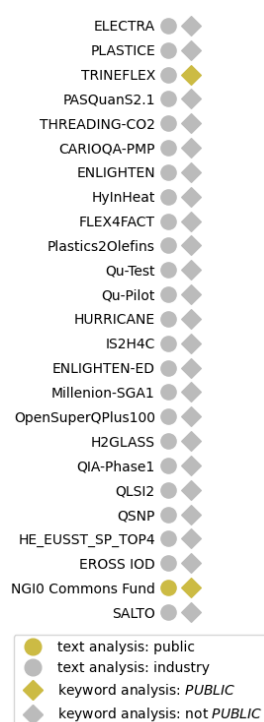 ELECTRA
PLASTICE
TRINEFLEX
PASQuanS2.1
THREADING-CO2
CARIOQA-PMP
ENLIGHTEN
HyInHeat
FLEX4FACT
Plastics2Olefins
Qu-Test
Qu-Pilot
HURRICANE
IS2H4C
ENLIGHTEN-ED
Millenion-SGA1
OpenSuperQPlus100
H2GLASS
QIA-Phase1
QLSI2
QSNP
HE_EUSST_SP_TOP4
EROSS IOD
NGI0 Commons Fund
SALTO
text analysis: public
text analysis: industry
keyword analysis: PUBLIC
keyword analysis: not PUBLIC